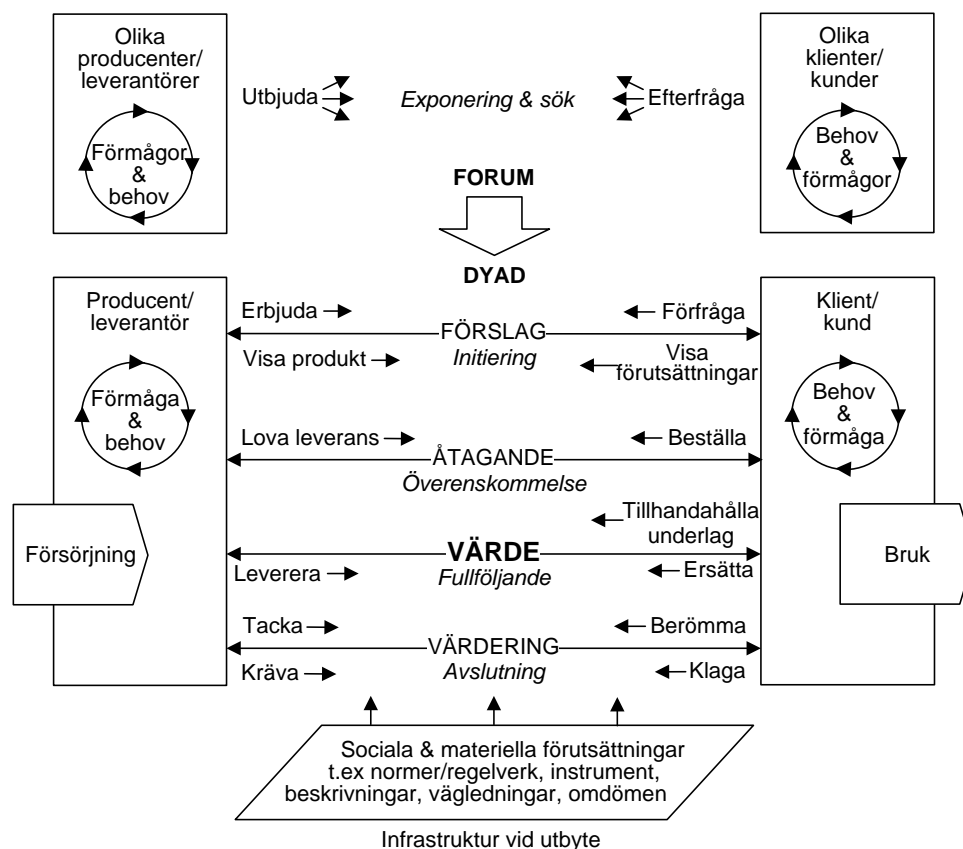 Olika
producenter/
leverantörer
Förmågor
&
behov
Utbjuda
Exponering & sök
Efterfråga
Olika
klienter/
kunder
Behov
&
förmågor
FORUM
DYAD
Producent/
leverantör
Förmåga
&
behov
Försörjning
Erbjuda
Förfråga
FÖRSLAG
Initiering
Visa produkt
Visa
förutsättningar
Lova leverans
Beställa
ÅTAGANDE
Överenskommelse
Tillhandahålla
underlag
VÄRDE
Fullföljande
Leverera
Ersätta
Tacka
Berömma
VÄRDERING
Avslutning
Kräva
Klaga
Klient/
kund
Behov
&
förmåga
Bruk
Sociala & materiella förutsättningar
t.ex normer/regelverk, instrument,
beskrivningar, vägledningar, omdömen
Infrastruktur vid utbyte